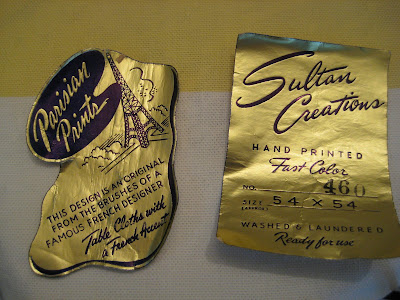 Parisian
Prints
THIS DESIGN IS AN ORIGINAL
FROM THE BRUSHES OF A
FAMOUS FRENCH DESIGNER
Table Cloths with
a French Accent
Sultan
Creations
HAND PRINTED
Fast Color
NO. 460
SIZE 54 X 54
WASHED & LAUNDERED
Ready for use